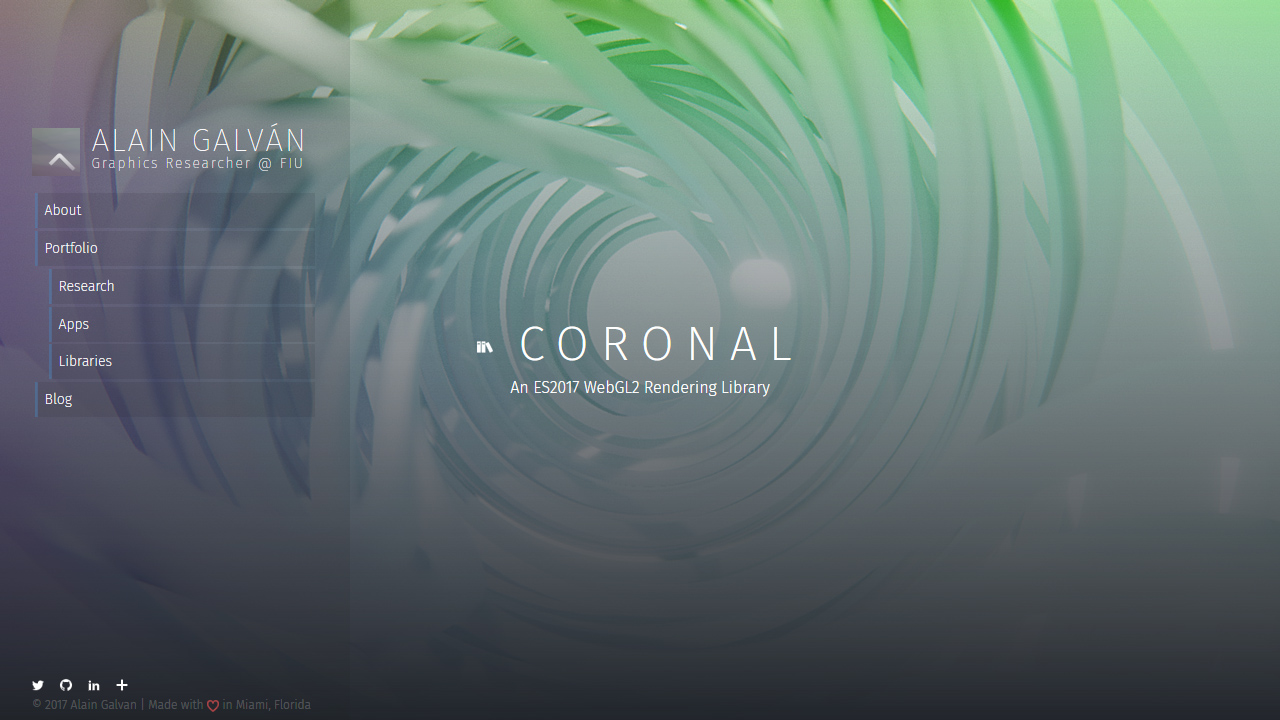 ALAIN GALVÁN
Graphics Researcher @ FIU
About
Portfolio
Research
Apps
Libraries
Blog
CORONAL
An ES2017 WebGL2 Rendering Library
© 2017 Alain Galvan | Made with in Miami, Florida